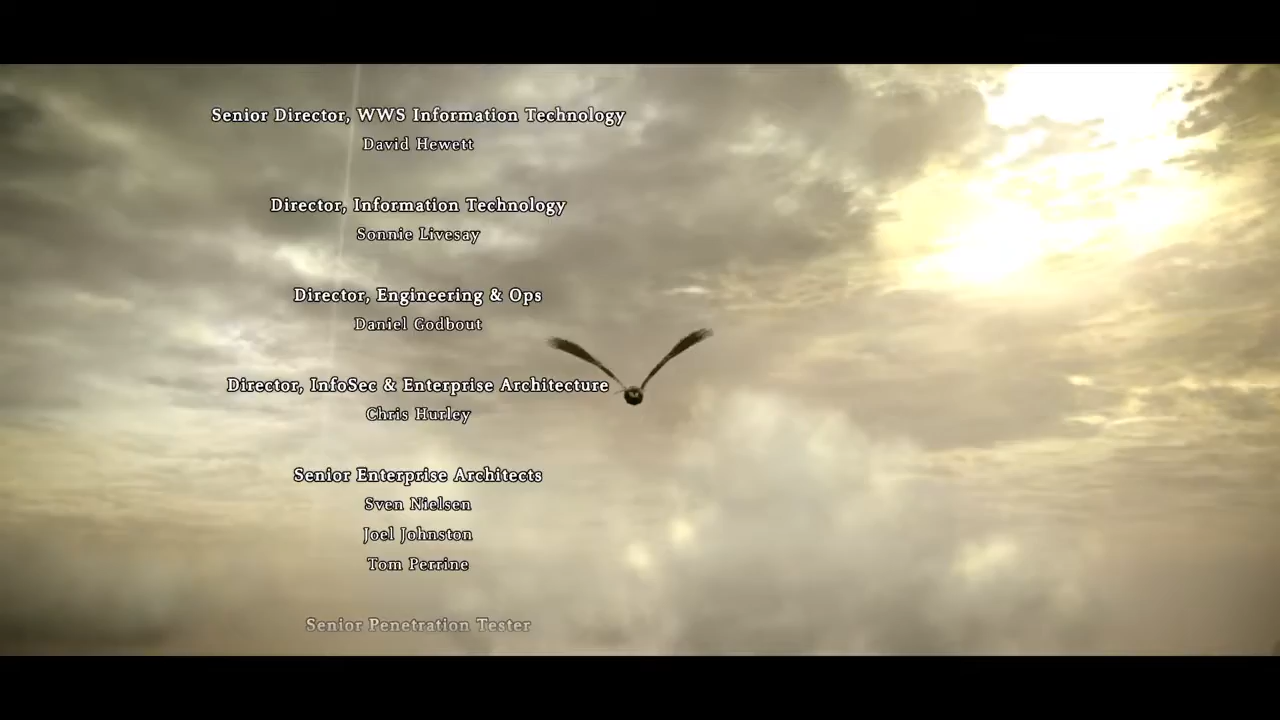 Senior Director, WWS Information Technology
David Hewett
Director, Information Technology
Sonnie Livesay
Director, Engineering & Ops
Daniel Godbout
Director, InfoSec & Enterprise Architecture
Chris Hurley
Senior Enterprise Architects
Sven Nielsen
Joel Johnston
Tom Perrine
Senior Penetration Tester